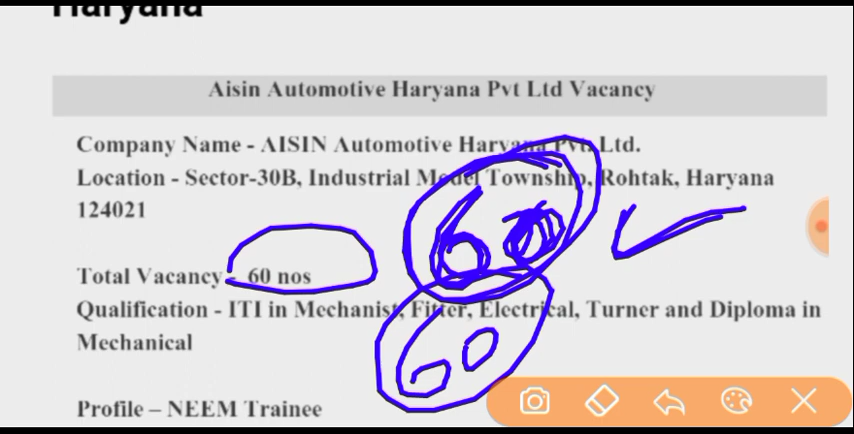 Haryana
Aisin Automotive Haryana Pvt Ltd Vacancy
Company Name - AISIN Automotive Haryana Pvt. Ltd.
Location - Sector-30B, Industrial Model Township, Rohtak, Haryana
124021
60
Total Vacancy - 60 nos
Qualification - ITI in Mechanist, Fitter, Electrical, Turner and Diploma in
Mechanical
60
Profile – NEEM Trainee